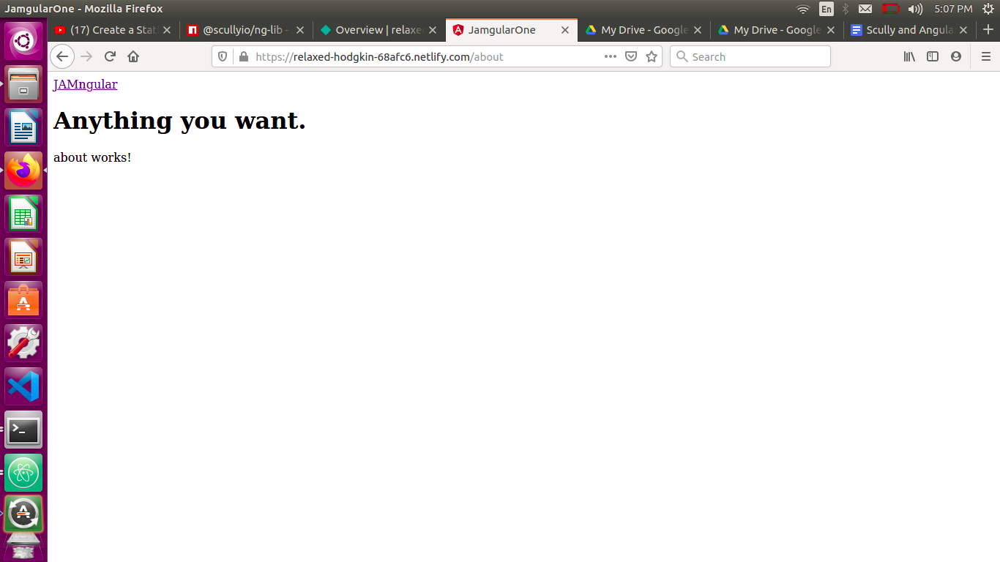 JamgularOne - Mozilla Firefox
En
5:07 PM
(17) Create a Stat
@scullyio/ng-lib -
Overview | relaxe
JamgularOne
My Drive - Google
My Drive - Google
Scully and Angula
https://relaxed-hodgkin-68afc6.netlify.com/about
Search
JAMngular
Anything you want.
about works!